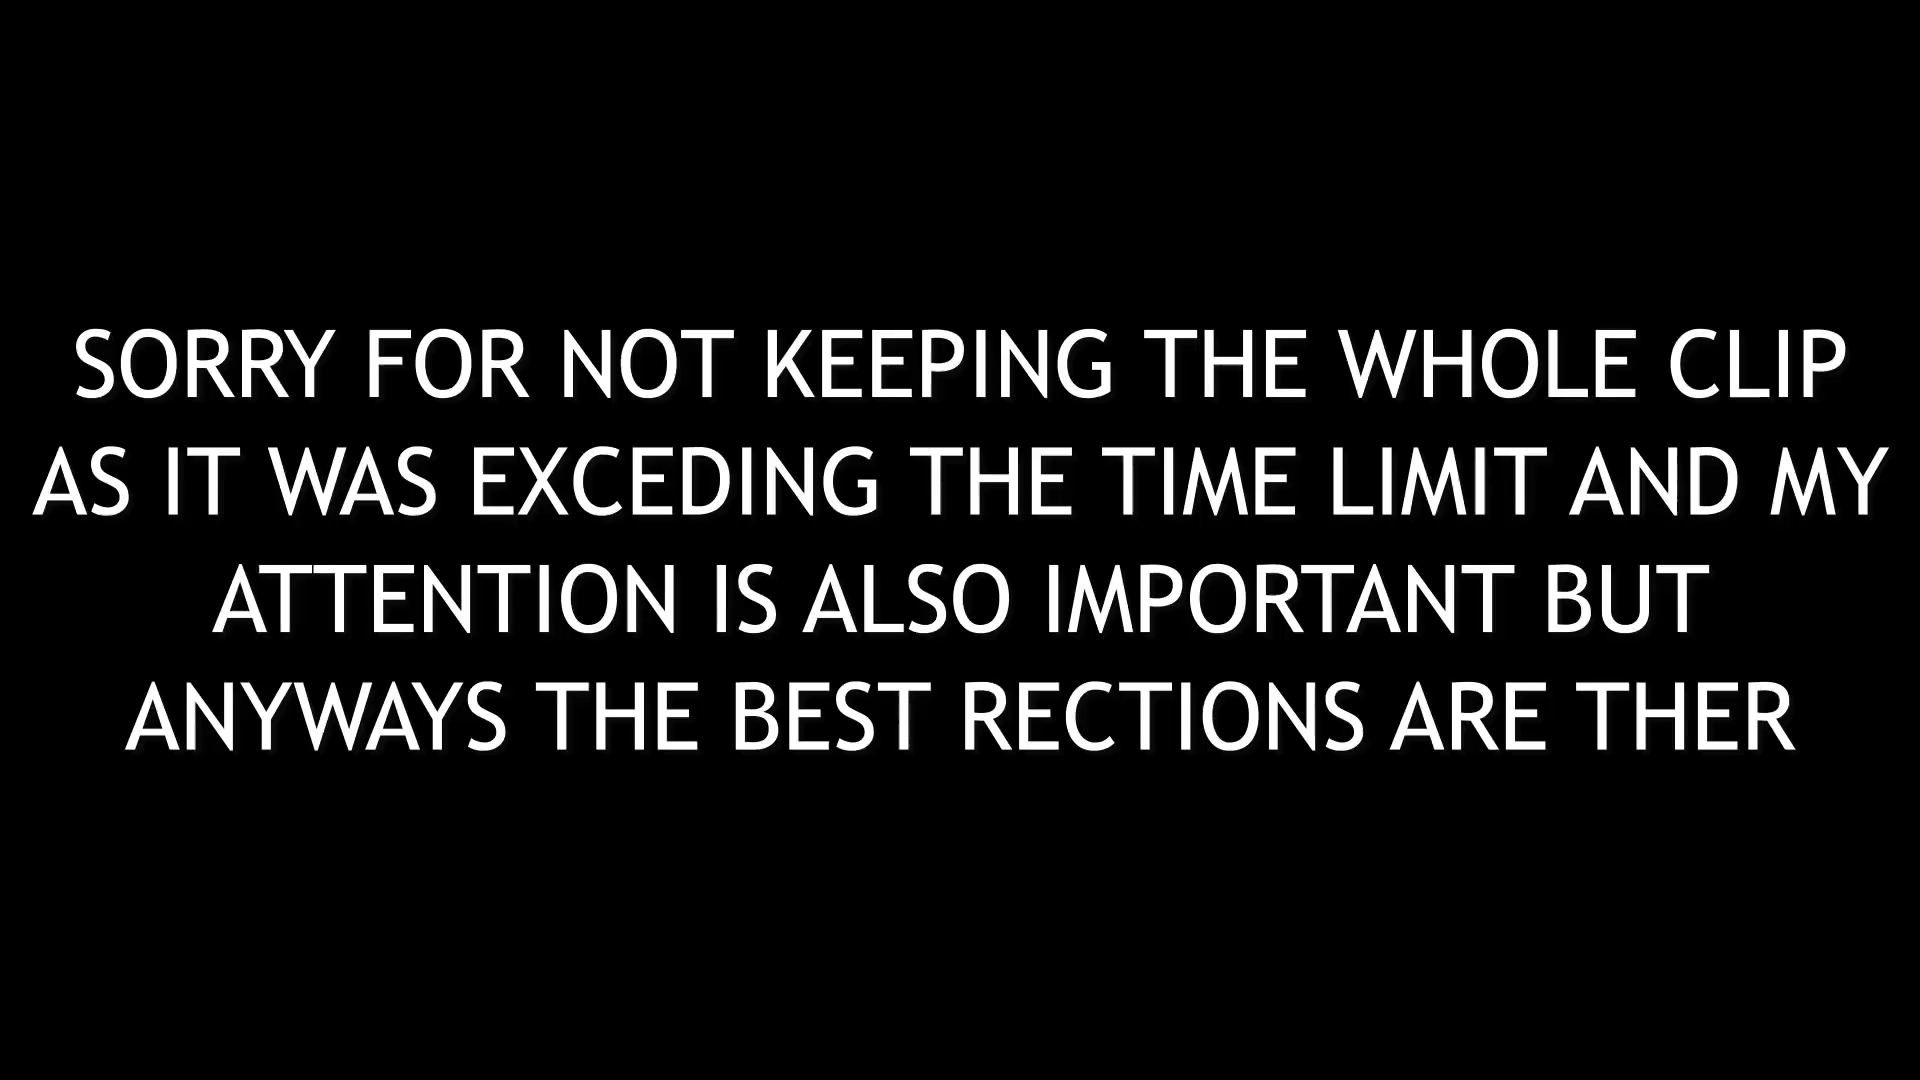 SORRY FOR NOT KEEPING THE WHOLE CLIP
AS IT WAS EXCEDING THE TIME LIMIT AND MY
ATTENTION IS ALSO IMPORTANT BUT
ANYWAYS THE BEST RECTIONS ARE THER